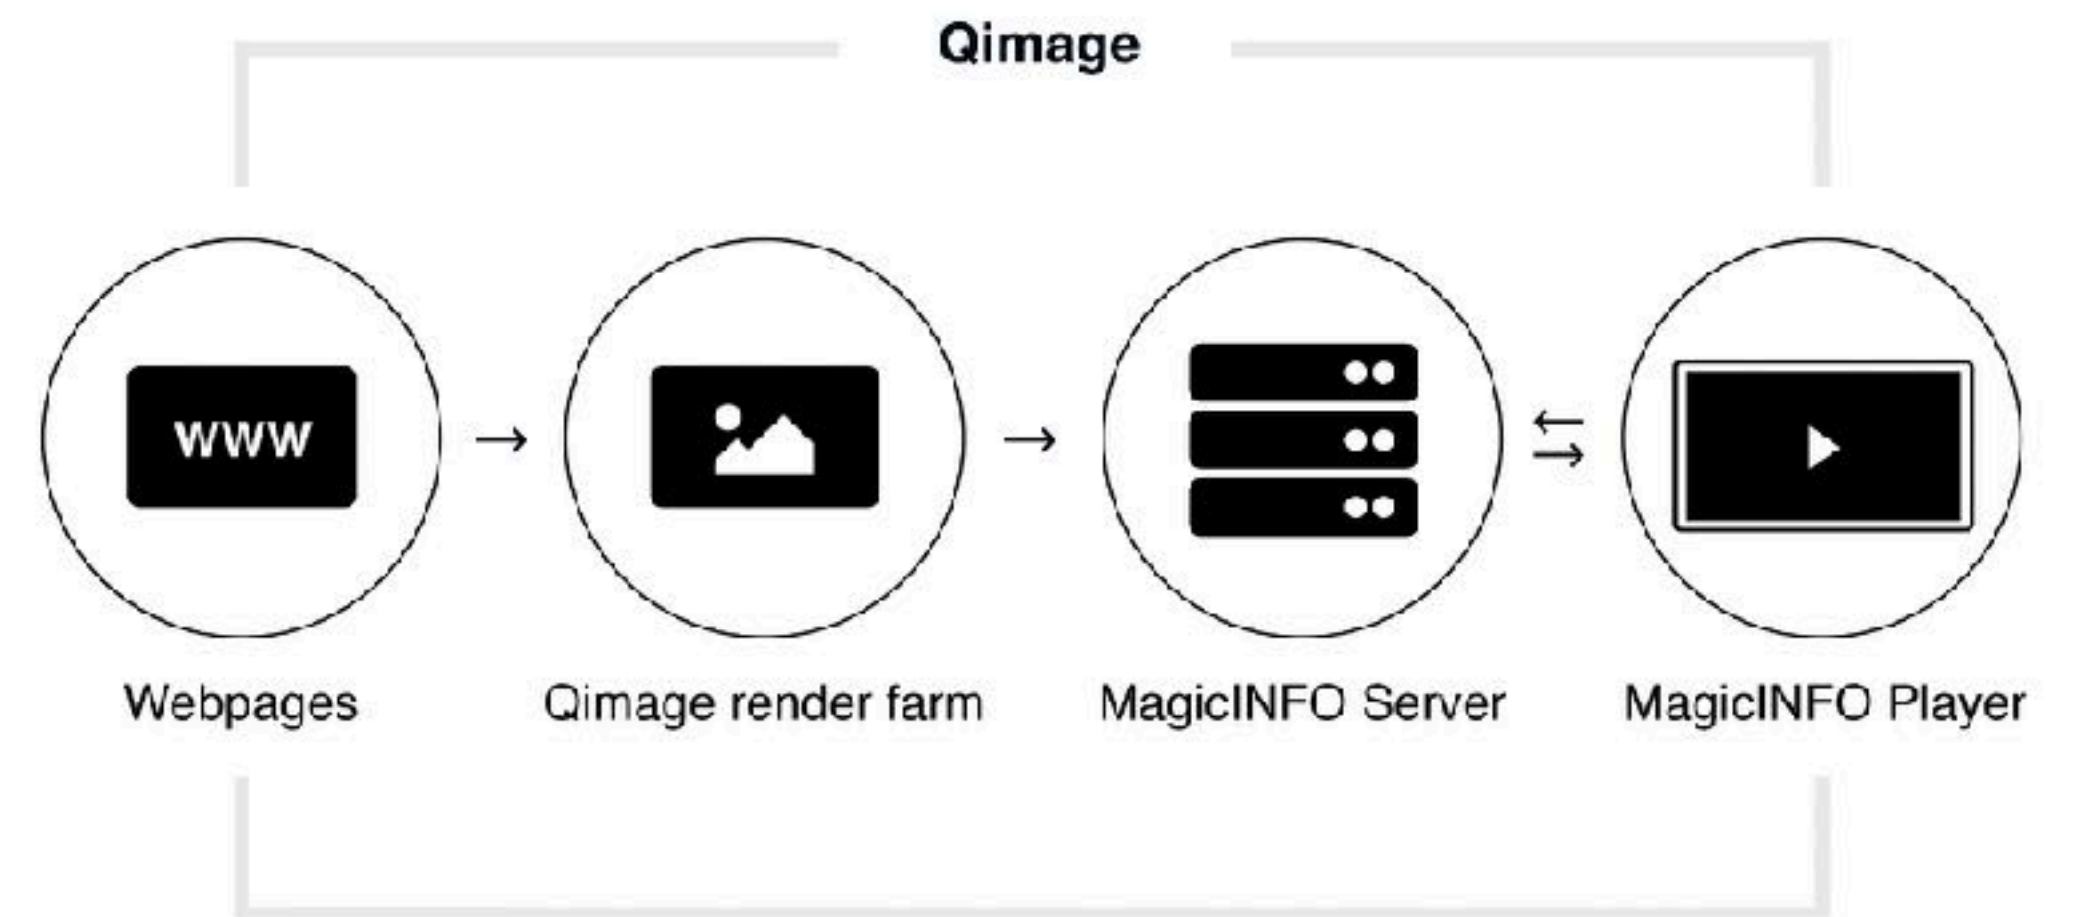 Qimage
www
Webpages
Qimage render farm
MagicINFO Server
MagicINFO Player